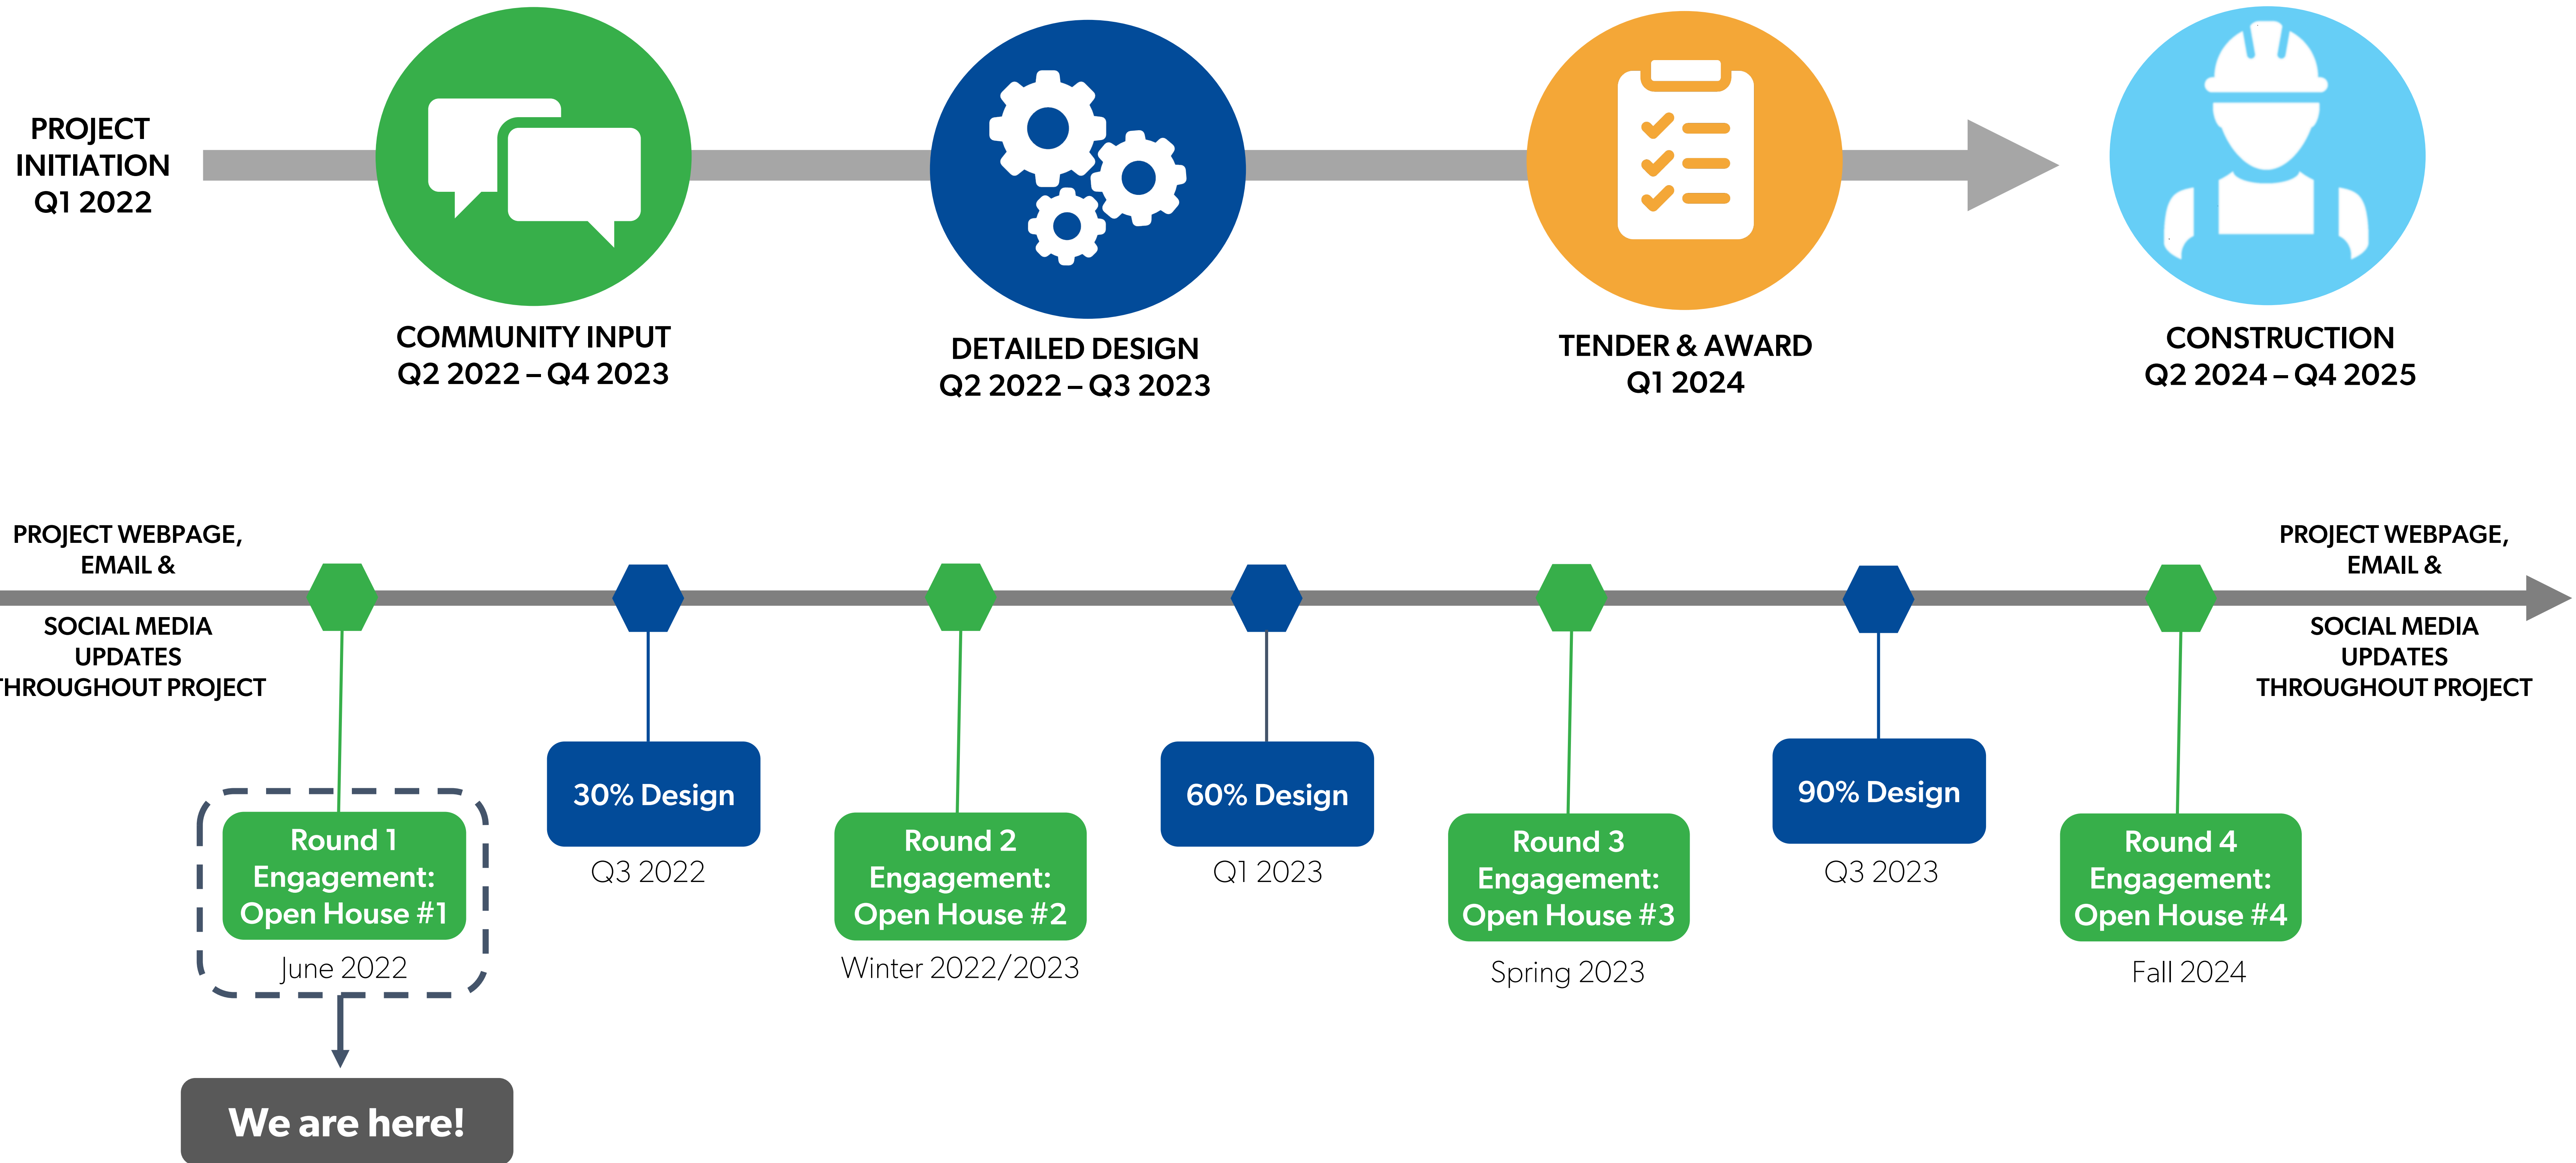 PROJECT
INITIATION
Q1 2022
COMMUNITY INPUT
Q2 2022 – Q4 2023
DETAILED DESIGN
Q2 2022 – Q3 2023
TENDER & AWARD
Q1 2024
CONSTRUCTION
Q2 2024 – Q4 2025
PROJECT WEBPAGE,
EMAIL &
SOCIAL MEDIA
UPDATES
THROUGHOUT PROJECT
PROJECT WEBPAGE,
EMAIL &
SOCIAL MEDIA
UPDATES
THROUGHOUT PROJECT
Round 1
Engagement:
Open House #1
June 2022
We are here!
30% Design
Q3 2022
Round 2
Engagement:
Open House #2
Winter 2022/2023
60% Design
Q1 2023
Round 3
Engagement:
Open House #3
Spring 2023
90% Design
Q3 2023
Round 4
Engagement:
Open House #4
Fall 2024